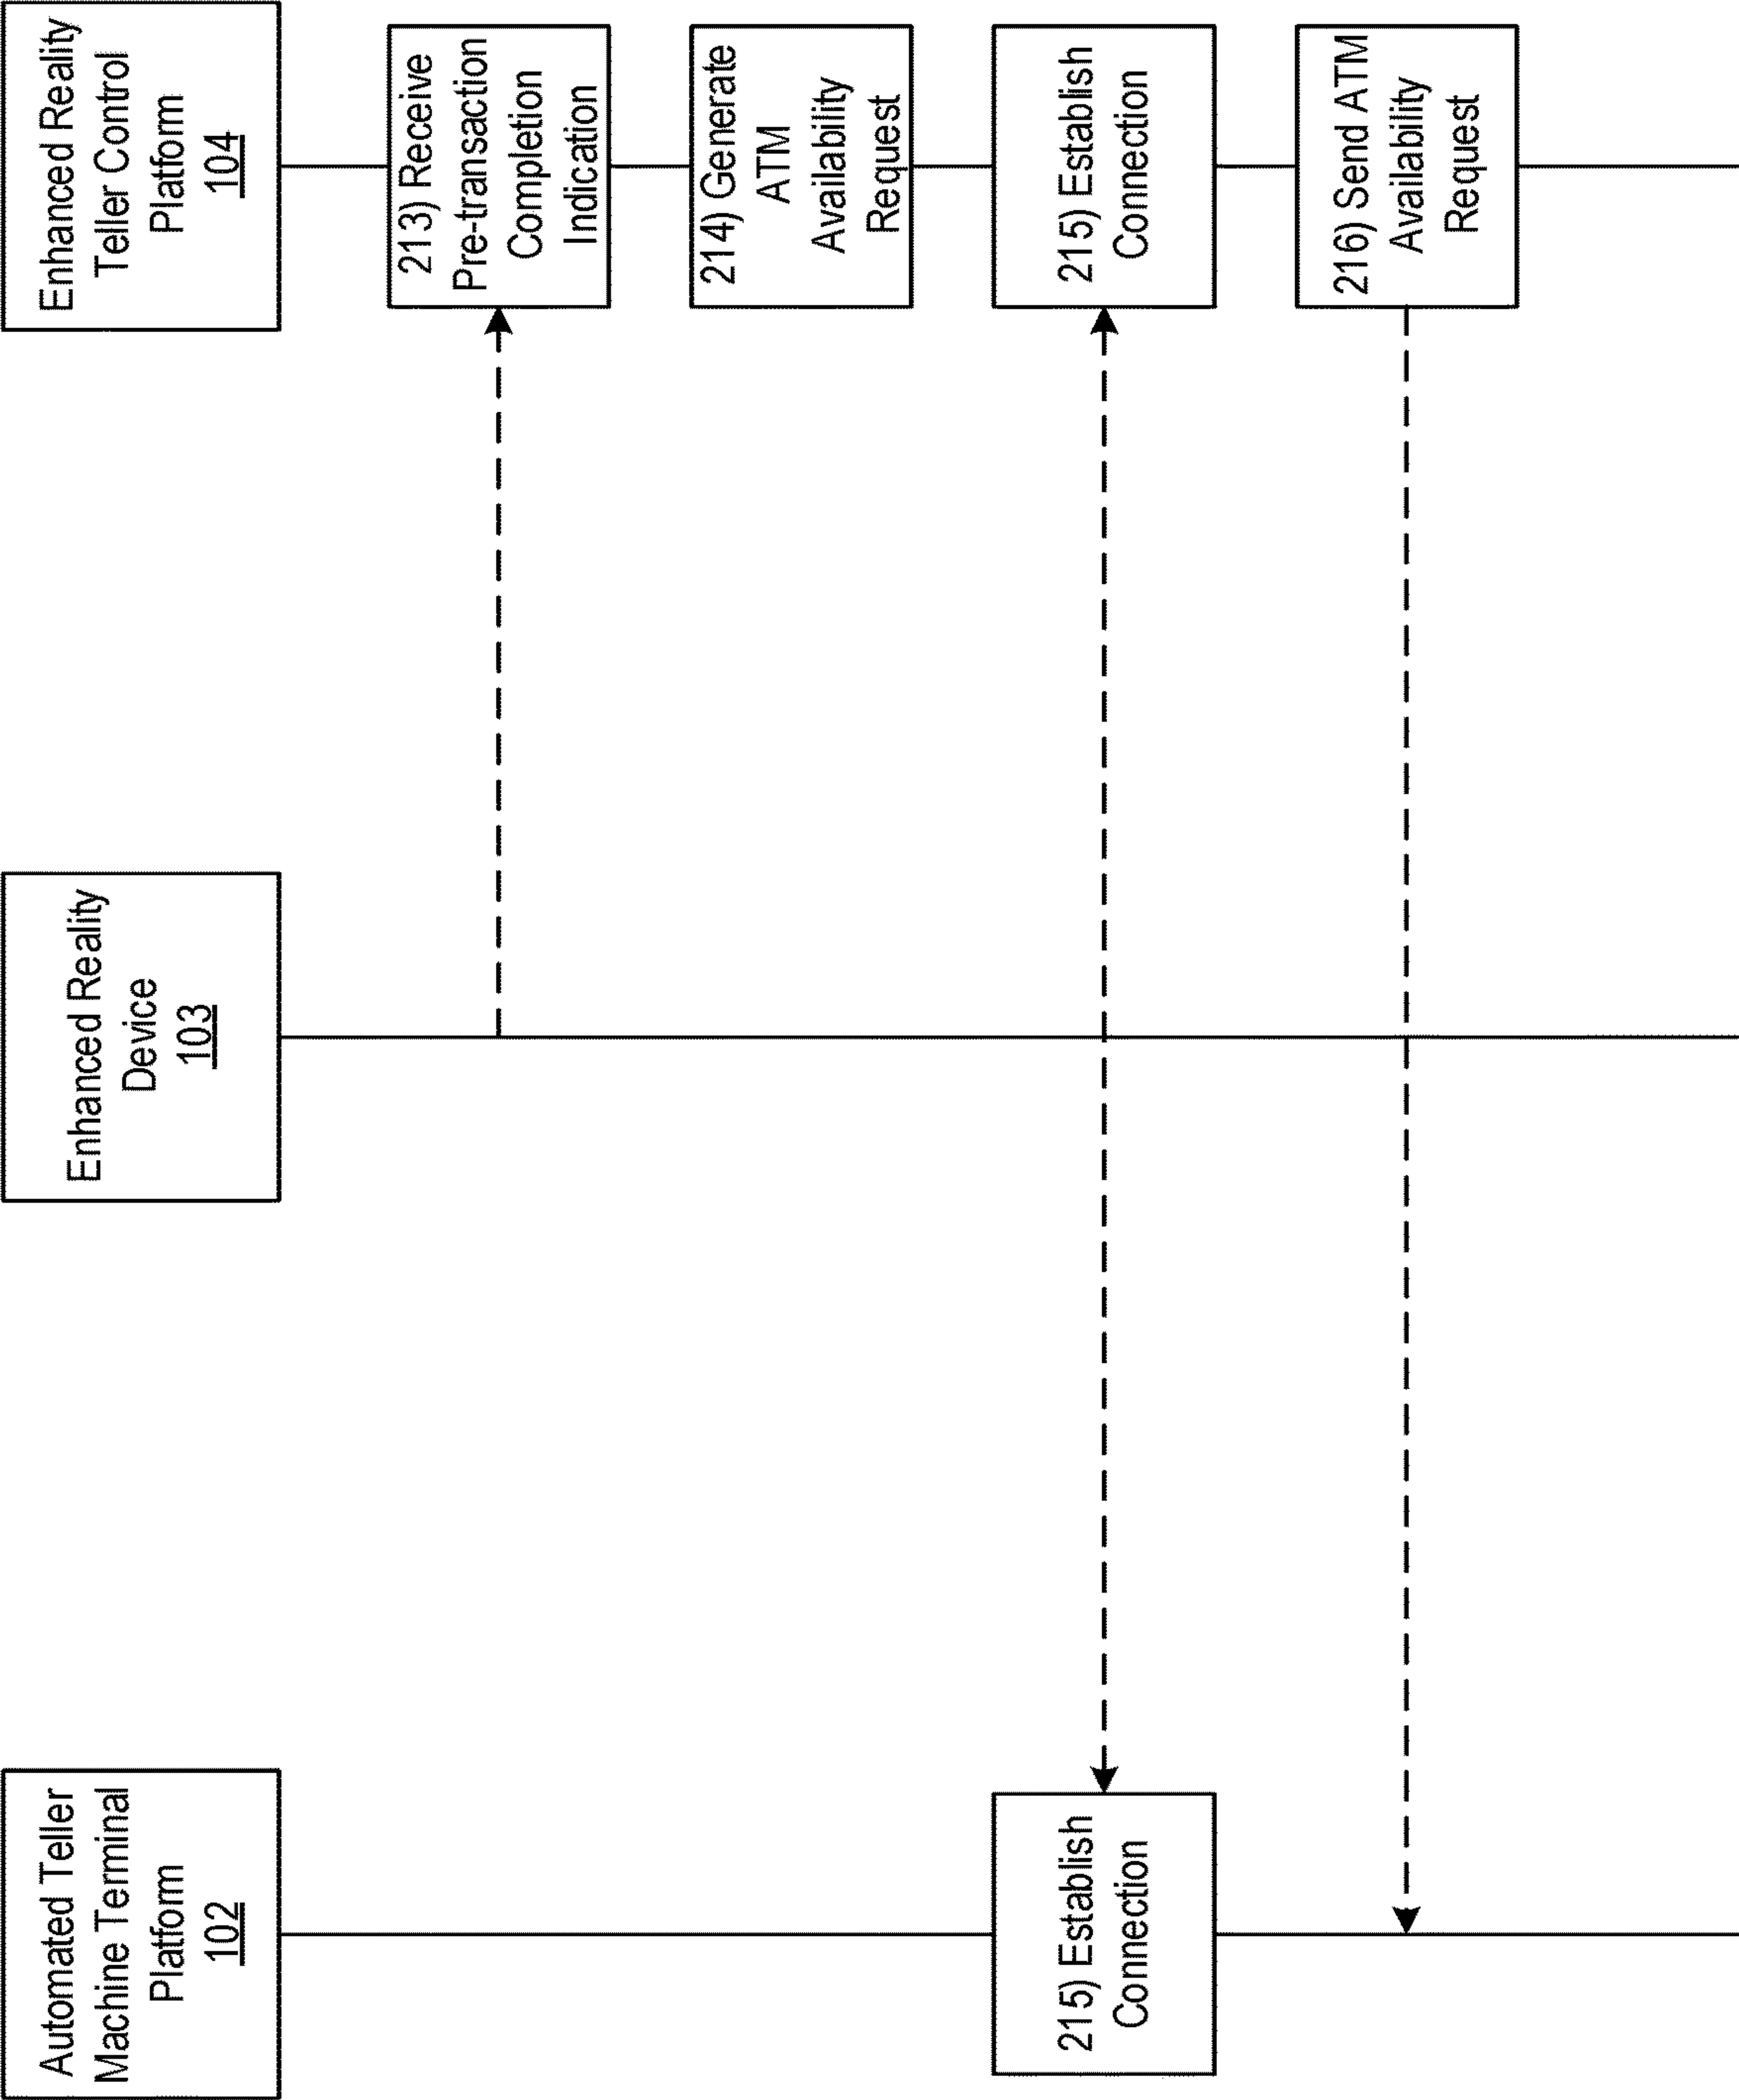 Automated Teller
Machine Terminal
Platform
102
Enhanced Reality
Device
103
Enhanced Reality
Teller Control
Platform
104
213) Receive
Pre-transaction
Completion
Indication
214) Generate
ATM
Availability
Request
215) Establish
Connection
215) Establish
Connection
216) Send ATM
Availability
Request